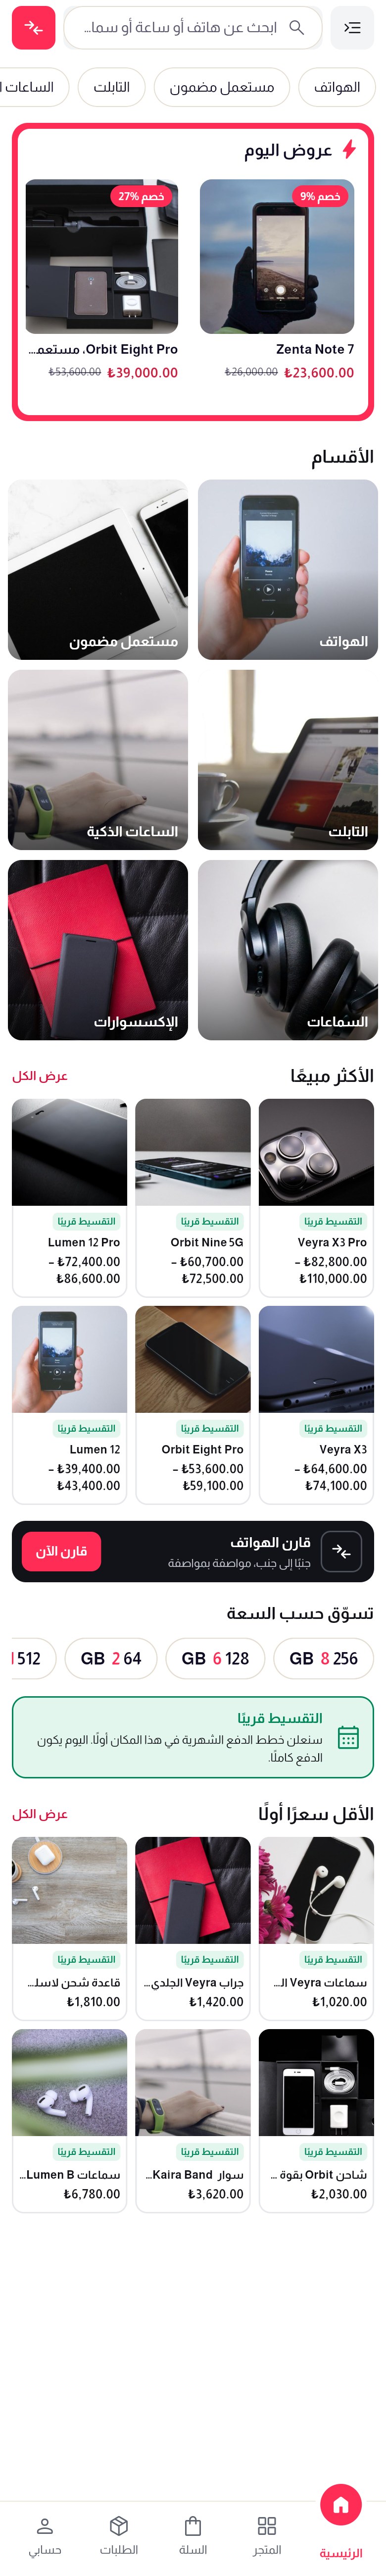 ابحث عن هاتف أو ساعة أو سما...
الهواتف
مستعمل مضمون
التابلت
الساعات
عروض اليوم
خصم 9%
خصم 27%
Zenta Note 7
₺23,600.00 ₺26,000.00
Orbit Eight Pro، مستعمـ...
₺39,000.00 ₺53,600.00
الأقسام
الهواتف
مستعمل مضمون
التابلت
الساعات الذكية
السماعات
الإكسسوارات
الأكثر مبيعًا
عرض الكل
التقسيط قريبًا
Veyra X3 Pro
₺82,800.00 –
₺110,000.00
التقسيط قريبًا
Orbit Nine 5G
₺60,700.00 –
₺72,500.00
التقسيط قريبًا
Lumen 12 Pro
₺72,400.00 –
₺86,600.00
التقسيط قريبًا
Veyra X3
₺64,600.00 –
₺74,100.00
التقسيط قريبًا
Orbit Eight Pro
₺53,600.00 –
₺59,100.00
التقسيط قريبًا
Lumen 12
₺39,400.00 –
₺43,400.00
قارن الهواتف
جنبًا إلى جنب، مواصفة بمواصفة
قارن الآن
تسوّق حسب السعة
256 GB 8
128 GB 6
64 GB 2
512
التقسيط قريبًا
سنعلن خطط الدفع الشهرية في هذا المكان أولًا. اليوم يكون
الدفع كاملًا.
الأقل سعرًا أولًا
عرض الكل
التقسيط قريبًا
سماعات Veyra الـ...
₺1,020.00
التقسيط قريبًا
جراب Veyra الجلدي...
₺1,420.00
التقسيط قريبًا
قاعدة شحن لاسلـ...
₺1,810.00
التقسيط قريبًا
شاحن Orbit بقوة ...
₺2,030.00
التقسيط قريبًا
سوار Kaira Band...
₺3,620.00
التقسيط قريبًا
سماعات Lumen B...
₺6,780.00
الرئيسية
المتجر
السلة
الطلبات
حسابي